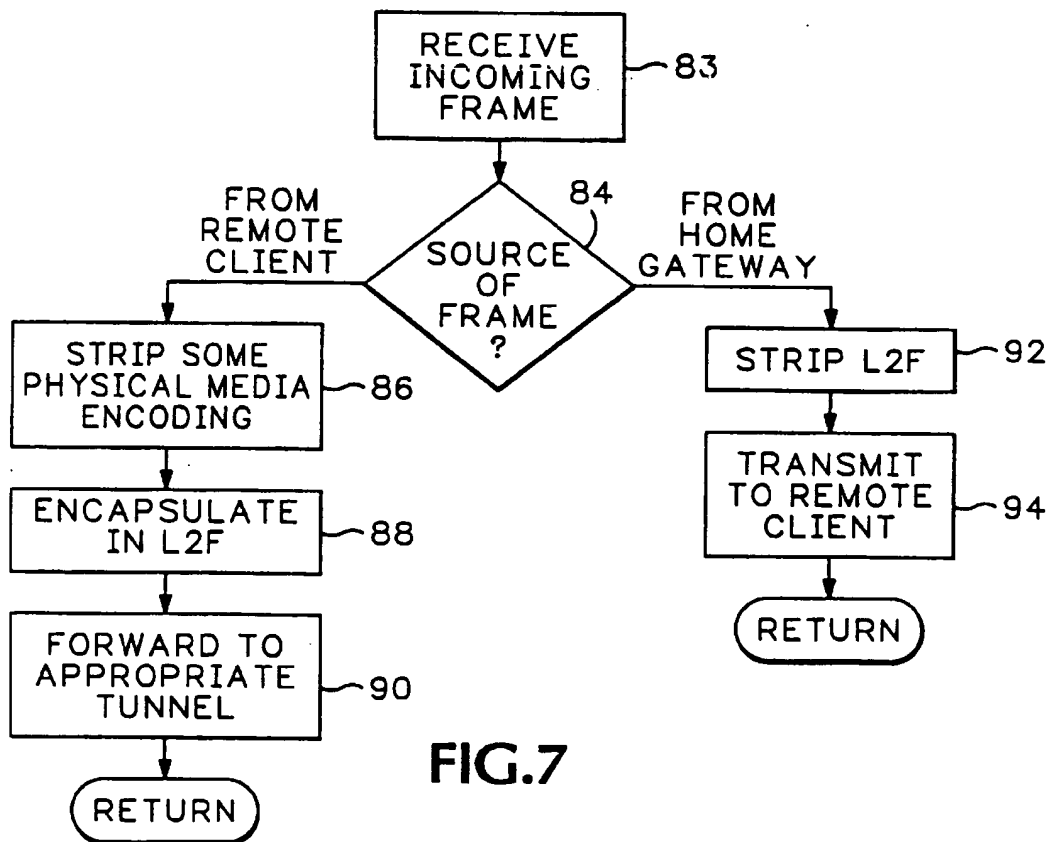 RECEIVE
INCOMING
FRAME
83
84
SOURCE
OF
FRAME
?
FROM
REMOTE
CLIENT
FROM
HOME
GATEWAY
STRIP SOME
PHYSICAL MEDIA
ENCODING
86
ENCAPSULATE
IN L2F
88
FORWARD TO
APPROPRIATE
TUNNEL
90
RETURN
STRIP L2F
92
TRANSMIT
TO REMOTE
CLIENT
94
RETURN
FIG.7